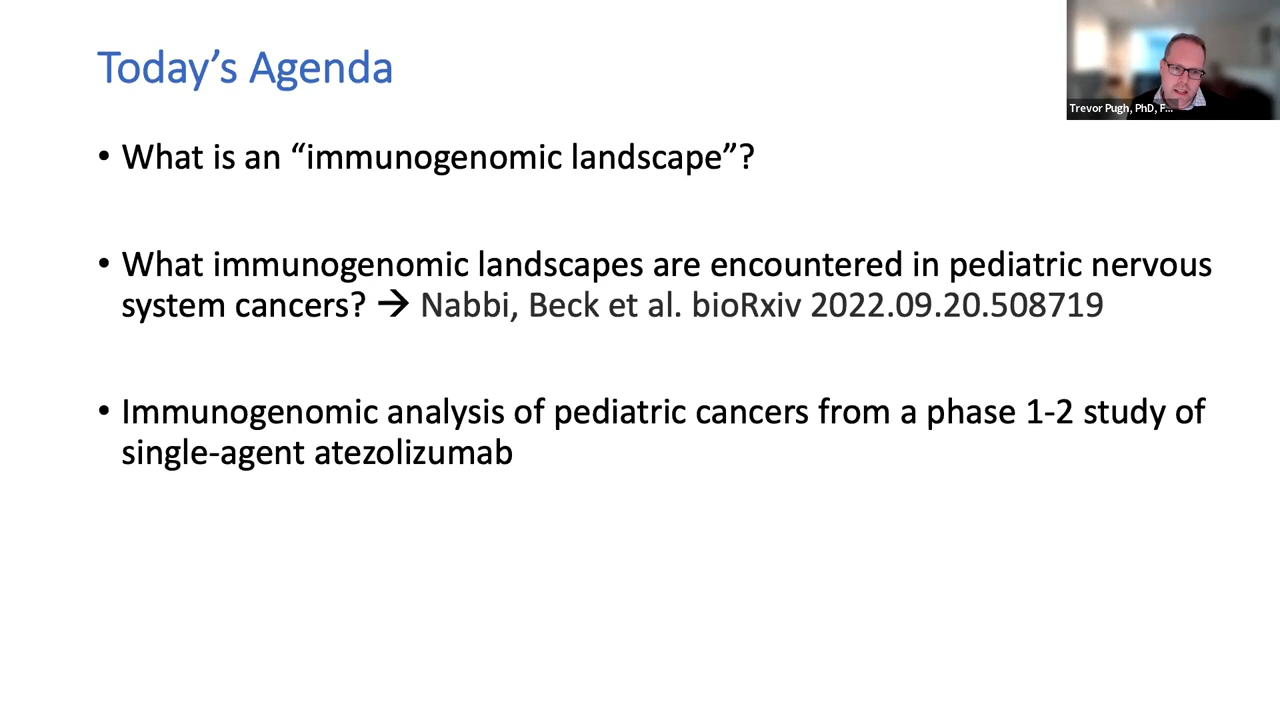 Today’s Agenda
Trevor Pugh, PhD, F...
• What is an “immunogenomic landscape”?
• What immunogenomic landscapes are encountered in pediatric nervous
system cancers? → Nabbi, Beck et al. bioRxiv 2022.09.20.508719
• Immunogenomic analysis of pediatric cancers from a phase 1-2 study of
single-agent atezolizumab